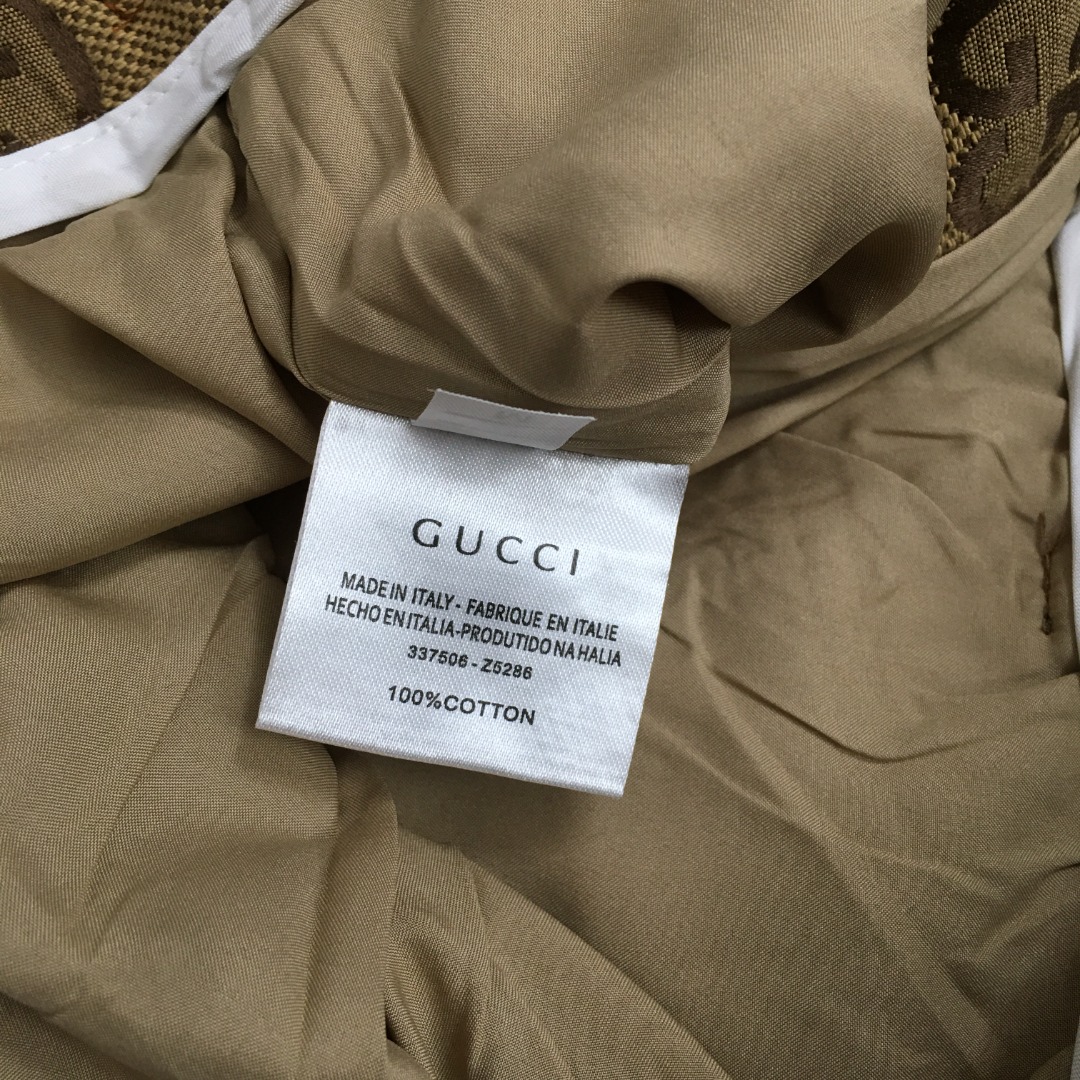 GUCCI
MADE IN ITALY - FABRIQUE EN ITALIE
HECHO EN ITALIA-PRODUTIDO NA HALIA
337506 - Z5286
100%COTTON